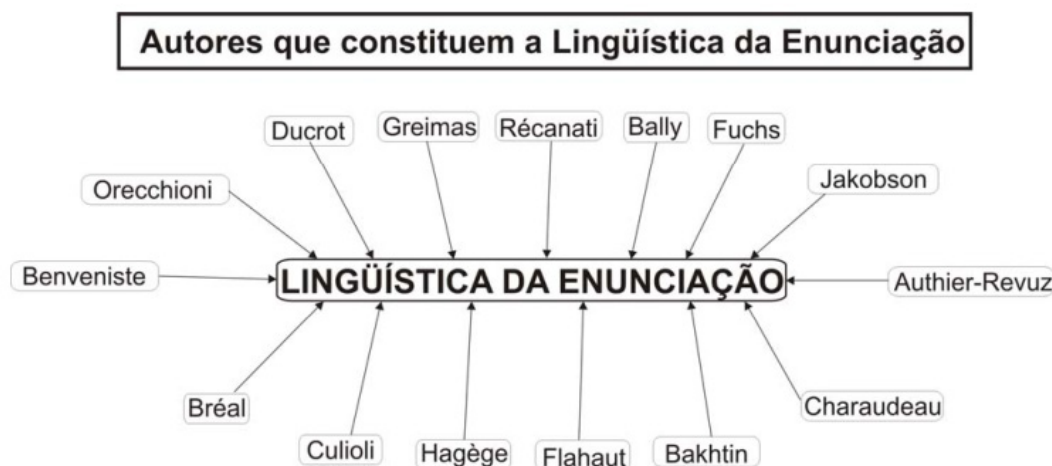 Autores que constituem a Lingüística da Enunciação
Ducrot
Greimas
Récanati
Bally
Fuchs
Orecchioni
Jakobson
Benveniste
LINGÜÍSTICA DA ENUNCIAÇÃO
Authier-Revuz
Bréal
Charaudeau
Culioli
Hagège
Flahaut
Bakhtin